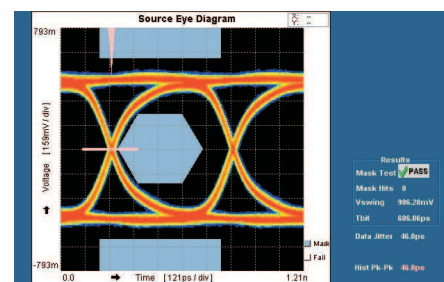 Source Eye Diagram
X: --
Y: --
793m
Voltage [159mV / div]
-793m
0.0
Time [121ps / div]
1.21n
Mask
Fail
Results
Mask Test PASS
Mask Hits 0
Vswing 906.28mV
Tbit 606.06ps
Data Jitter 46.0ps
Hist Pk-Pk 46.0ps